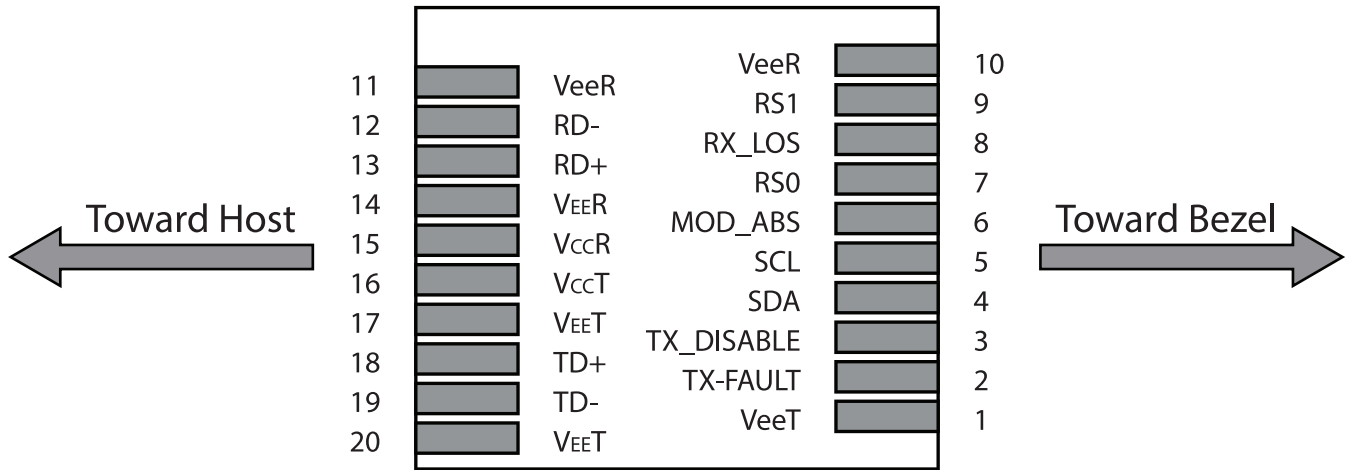 VeeR 10
11 VeeR
RS1 9
12 RD-
RX_LOS 8
13 RD+
RS0 7
14 VEER
Toward Host
MOD_ABS 6
Toward Bezel
15 VCCR
SCL 5
16 VCCT
SDA 4
17 VEET
TX_DISABLE 3
18 TD+
TX-FAULT 2
19 TD-
VeeT 1
20 VEET